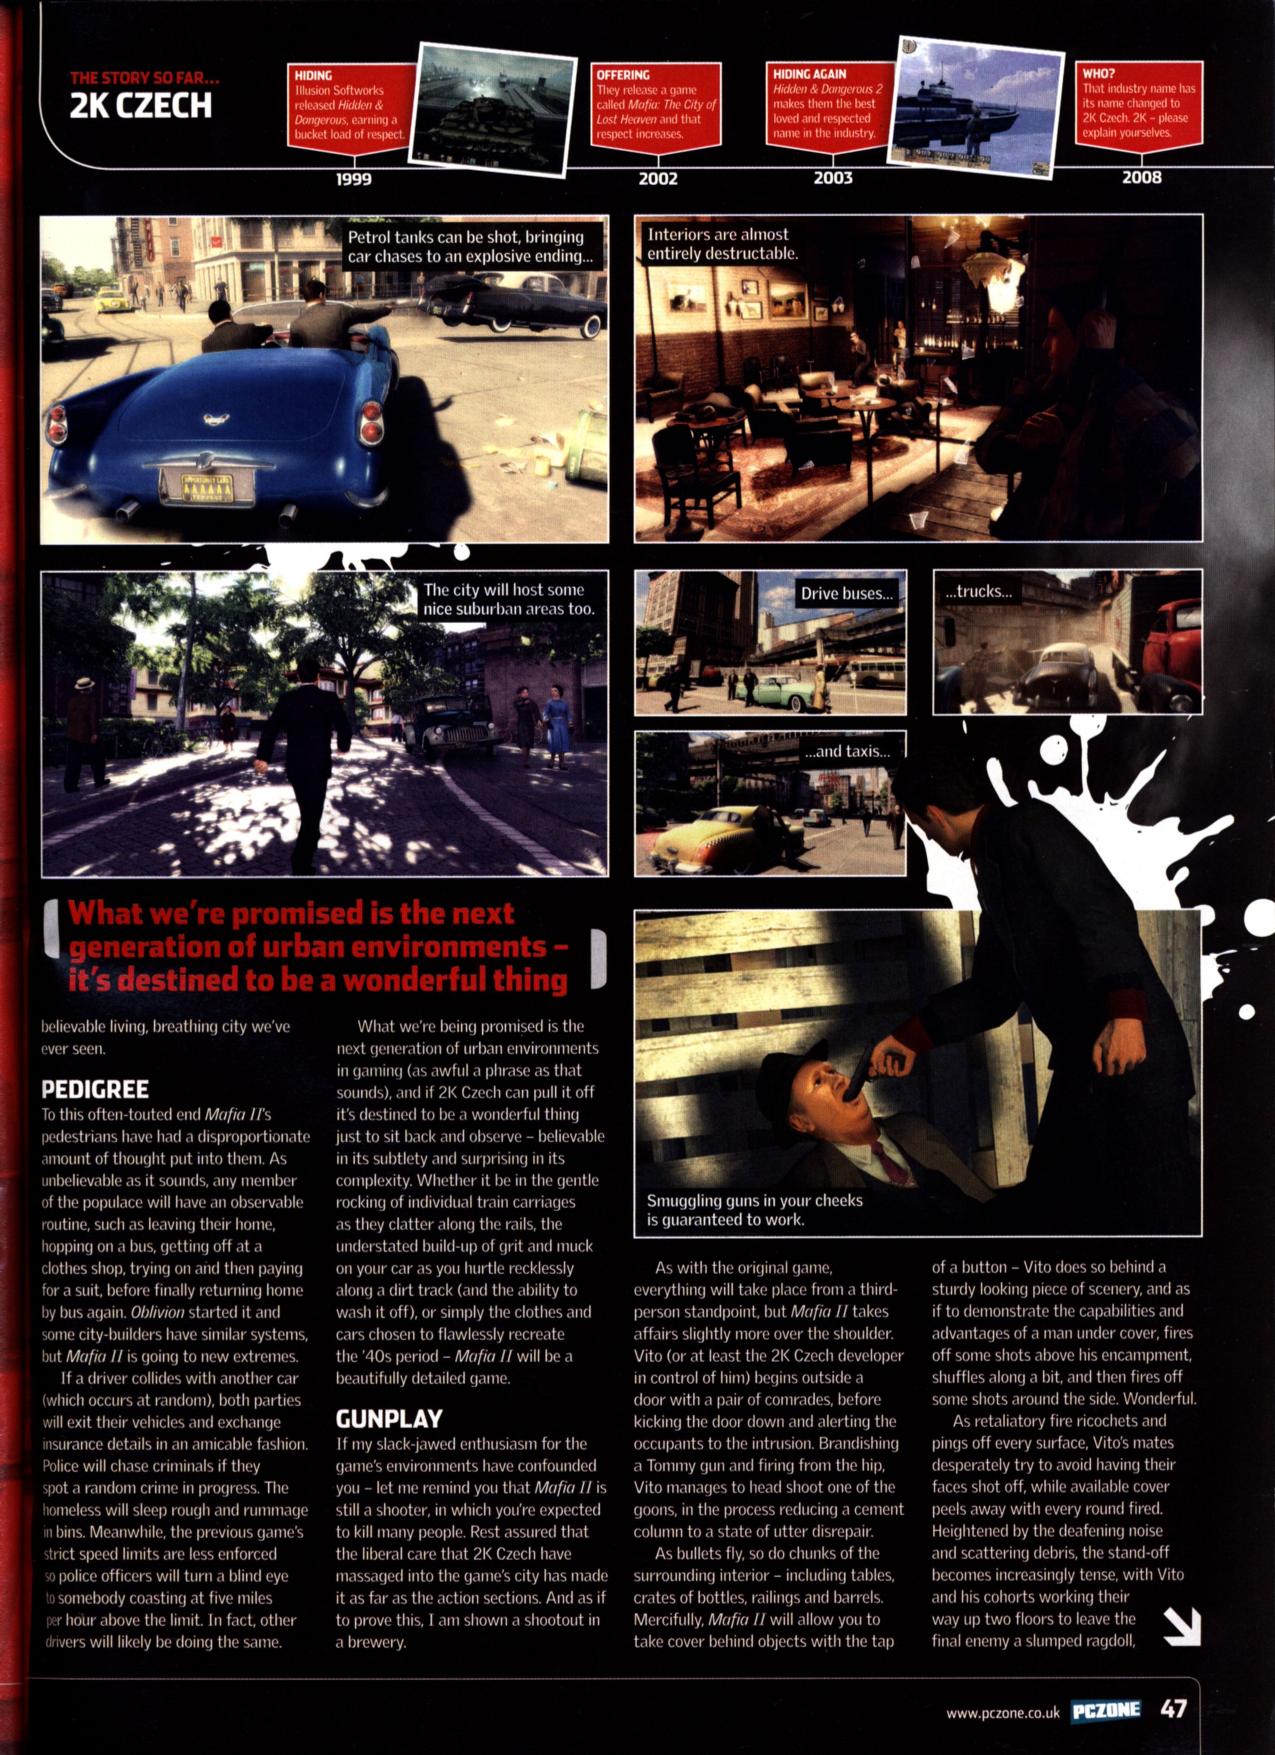 THE STORY SO FAR...
2K CZECH
HIDING
Illusion Softworks
released Hidden &
Dangerous, earning a
bucket load of respect.
1999
OFFERING
They release a game
called Mafia: The City of
Lost Heaven and that
respect increases.
2002
HIDING AGAIN
Hidden & Dangerous 2
makes them the best
loved and respected
name in the industry.
2003
WHO?
That industry name has
its name changed to
2K Czech. 2K – please
explain yourselves.
2008
Petrol tanks can be shot, bringing
car chases to an explosive ending...
Interiors are almost
entirely destructable.
The city will host some
nice suburban areas too.
Drive buses...
...trucks...
...and taxis...
What we're promised is the next
generation of urban environments –
it's destined to be a wonderful thing
believable living, breathing city we've
ever seen.
PEDIGREE
To this often-touted end Mafia II's
pedestrians have had a disproportionate
amount of thought put into them. As
unbelievable as it sounds, any member
of the populace will have an observable
routine, such as leaving their home,
hopping on a bus, getting off at a
clothes shop, trying on and then paying
for a suit, before finally returning home
by bus again. Oblivion started it and
some city-builders have similar systems,
but Mafia II is going to new extremes.
If a driver collides with another car
(which occurs at random), both parties
will exit their vehicles and exchange
insurance details in an amicable fashion.
Police will chase criminals if they
spot a random crime in progress. The
homeless will sleep rough and rummage
in bins. Meanwhile, the previous game's
strict speed limits are less enforced
so police officers will turn a blind eye
to somebody coasting at five miles
per hour above the limit. In fact, other
drivers will likely be doing the same.
What we're being promised is the
next generation of urban environments
in gaming (as awful a phrase as that
sounds), and if 2K Czech can pull it off
it's destined to be a wonderful thing
just to sit back and observe – believable
in its subtlety and surprising in its
complexity. Whether it be in the gentle
rocking of individual train carriages
as they clatter along the rails, the
understated build-up of grit and muck
on your car as you hurtle recklessly
along a dirt track (and the ability to
wash it off), or simply the clothes and
cars chosen to flawlessly recreate
the '40s period – Mafia II will be a
beautifully detailed game.
GUNPLAY
If my slack-jawed enthusiasm for the
game's environments have confounded
you – let me remind you that Mafia II is
still a shooter, in which you're expected
to kill many people. Rest assured that
the liberal care that 2K Czech have
massaged into the game's city has made
it as far as the action sections. And as if
to prove this, I am shown a shootout in
a brewery.
Smuggling guns in your cheeks
is guaranteed to work.
As with the original game,
everything will take place from a third-
person standpoint, but Mafia II takes
affairs slightly more over the shoulder.
Vito (or at least the 2K Czech developer
in control of him) begins outside a
door with a pair of comrades, before
kicking the door down and alerting the
occupants to the intrusion. Brandishing
a Tommy gun and firing from the hip,
Vito manages to head shoot one of the
goons, in the process reducing a cement
column to a state of utter disrepair.
As bullets fly, so do chunks of the
surrounding interior – including tables,
crates of bottles, railings and barrels.
Mercifully, Mafia II will allow you to
take cover behind objects with the tap
of a button – Vito does so behind a
sturdy looking piece of scenery, and as
if to demonstrate the capabilities and
advantages of a man under cover, fires
off some shots above his encampment,
shuffles along a bit, and then fires off
some shots around the side. Wonderful.
As retaliatory fire ricochets and
pings off every surface, Vito's mates
desperately try to avoid having their
faces shot off, while available cover
peels away with every round fired.
Heightened by the deafening noise
and scattering debris, the stand-off
becomes increasingly tense, with Vito
and his cohorts working their
way up two floors to leave the
final enemy a slumped ragdoll,
www.pczone.co.uk PCZONE 47